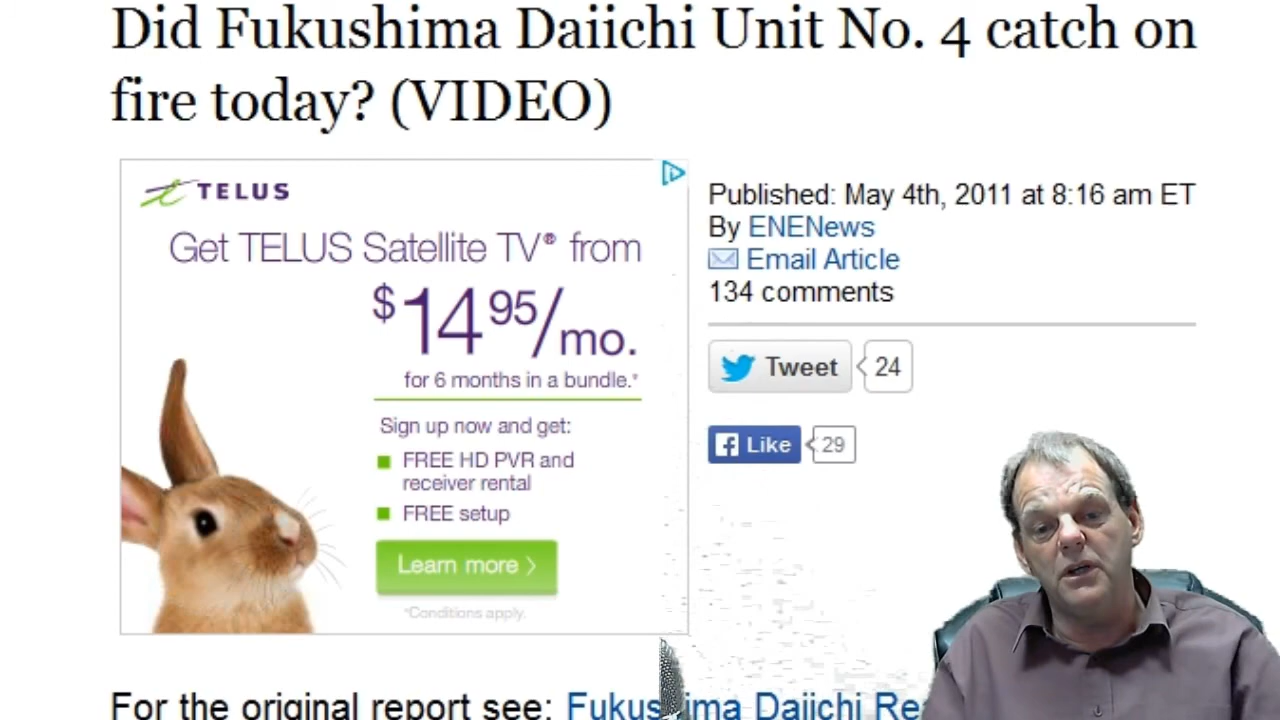 Did Fukushima Daiichi Unit No. 4 catch on
fire today? (VIDEO)
TELUS
Get TELUS Satellite TV® from
$14 95/mo.
for 6 months in a bundle.*
Sign up now and get:
FREE HD PVR and
receiver rental
FREE setup
Learn more >
*Conditions apply.
Published: May 4th, 2011 at 8:16 am ET
By ENENews
Email Article
134 comments
Tweet 24
Like 29
For the original report see: Fukushima Daiichi Re